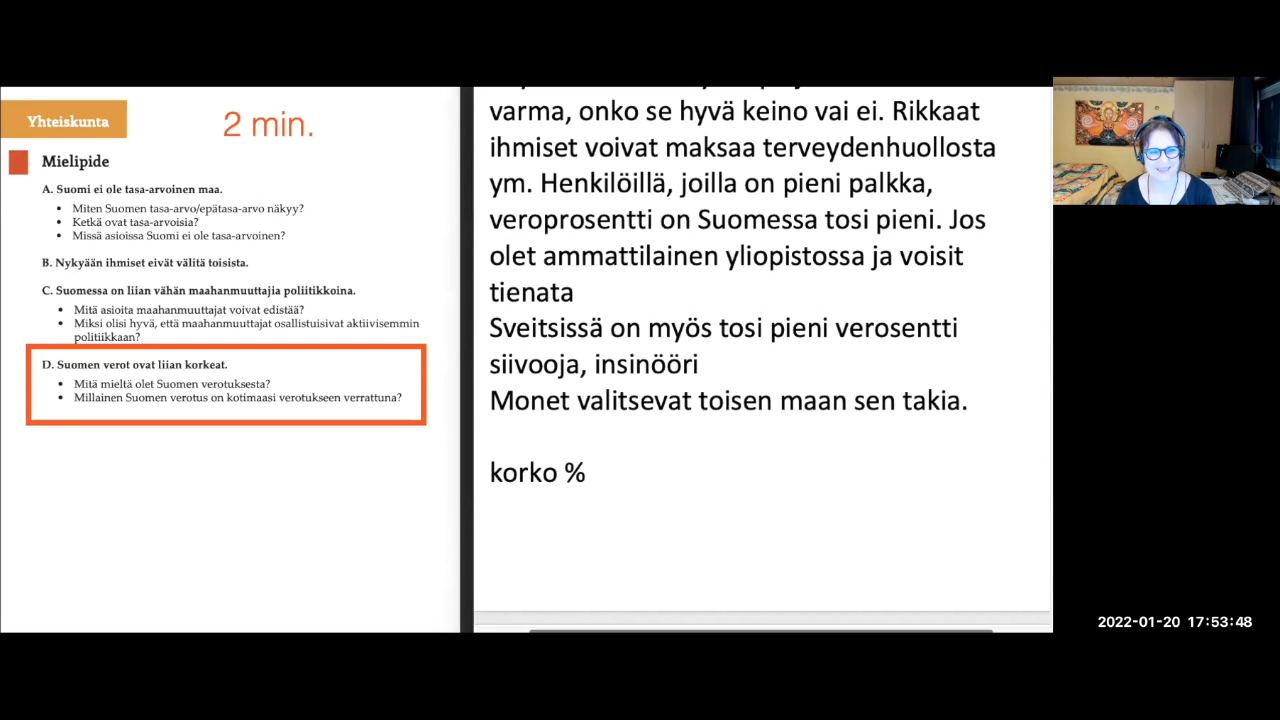 Yhteiskunta
2 min.
Mielipide
A. Suomi ei ole tasa-arvoinen maa.
• Miten Suomen tasa-arvo/epätasa-arvo näkyy?
• Ketkä ovat tasa-arvoisia?
• Missä asioissa Suomi ei ole tasa-arvoinen?
B. Nykyään ihmiset eivät välitä toisista.
C. Suomessa on liian vähän maahanmuuttajia poliitikkoina.
• Mitä asioita maahanmuuttajat voivat edistää?
• Miksi olisi hyvä, että maahanmuuttajat osallistuisivat aktiivisemmin
politiikkaan?
D. Suomen verot ovat liian korkeat.
• Mitä mieltä olet Suomen verotuksesta?
• Millainen Suomen verotus on kotimaasi verotukseen verrattuna?
varma, onko se hyvä keino vai ei. Rikkaat
ihmiset voivat maksaa terveydenhuollosta
ym. Henkilöillä, joilla on pieni palkka,
veroprosentti on Suomessa tosi pieni. Jos
olet ammattilainen yliopistossa ja voisit
tienata
Sveitsissä on myös tosi pieni verosentti
siivooja, insinööri
Monet valitsevat toisen maan sen takia.
korko %
2022-01-20 17:53:48